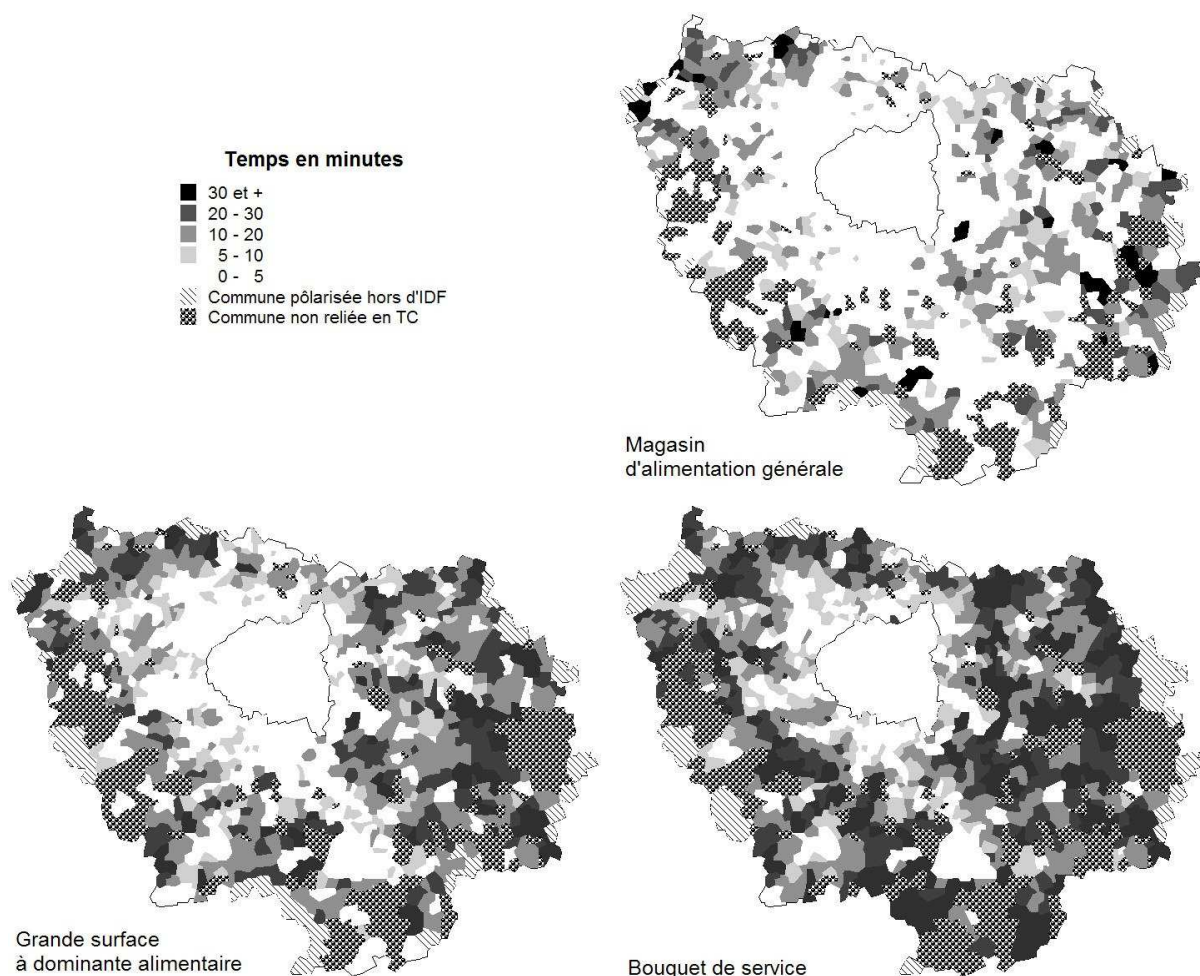 Temps en minutes
30 et +
20 - 30
10 - 20
5 - 10
0 - 5
Commune pôlarisée hors d'IDF
Commune non reliée en TC
Magasin
d'alimentation générale
Grande surface
à dominante alimentaire
Bouquet de service